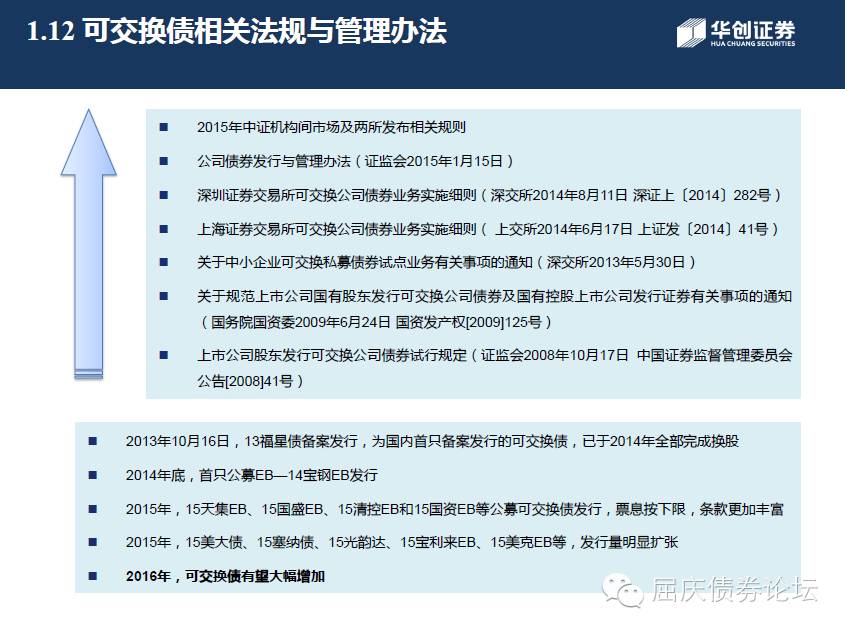 1.12 可交换债相关法规与管理办法
华创证券
HUA CHUANG SECURITIES
■ 2015年中证机构间市场及两所发布相关规则
■ 公司债券发行与管理办法（证监会2015年1月15日）
■ 深圳证券交易所可交换公司债券业务实施细则（深交所2014年8月11日 深证上〔2014〕282号）
■ 上海证券交易所可交换公司债券业务实施细则（ 上交所2014年6月17日 上证发〔2014〕41号）
■ 关于中小企业可交换私募债券试点业务有关事项的通知（深交所2013年5月30日）
■ 关于规范上市公司国有股东发行可交换公司债券及国有控股上市公司发行证券有关事项的通知
（国务院国资委2009年6月24日 国资发产权[2009]125号）
■ 上市公司股东发行可交换公司债券试行规定（证监会2008年10月17日 中国证券监督管理委员会
公告[2008]41号）
■ 2013年10月16日，13福星债备案发行，为国内首只备案发行的可交换债，已于2014年全部完成换股
■ 2014年底，首只公募EB—14宝钢EB发行
■ 2015年，15天集EB、15国盛EB、15清控EB和15国资EB等公募可交换债发行，票息按下限，条款更加丰富
■ 2015年，15美大债、15塞纳债、15光韵达、15宝利来EB、15美克EB等，发行量明显扩张
■ 2016年，可交换债有望大幅增加
屈庆债券论坛